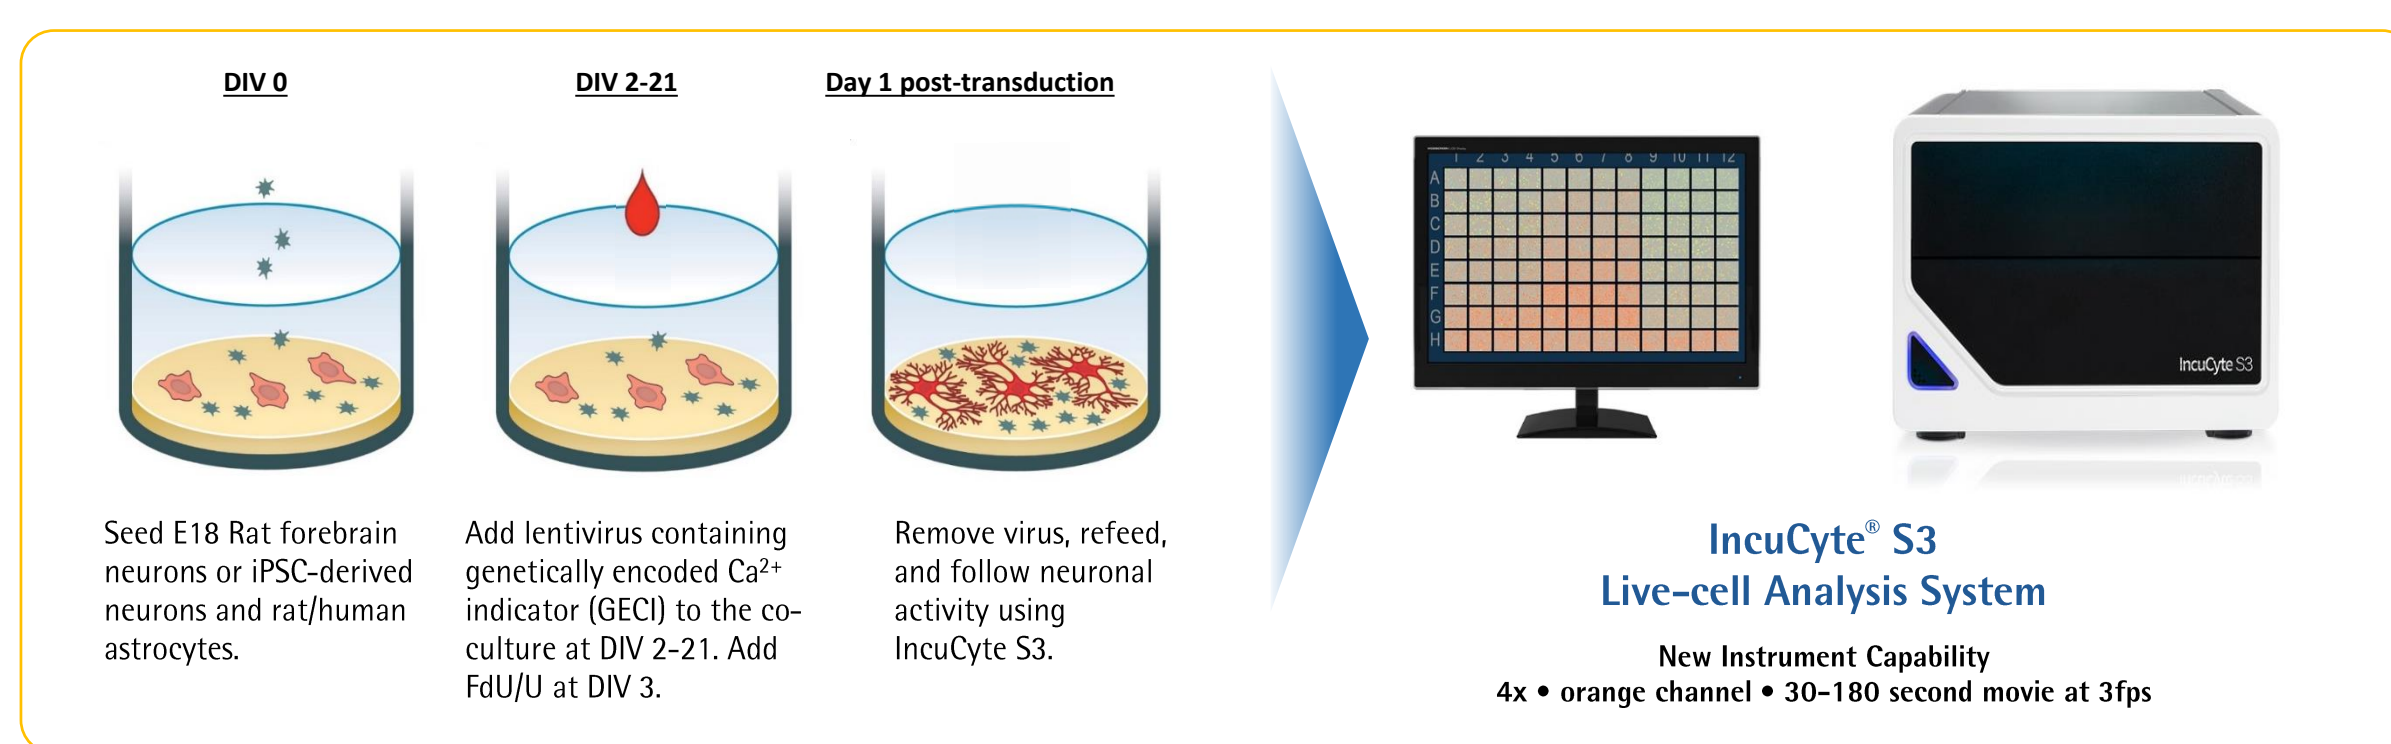 DIV 0
DIV 2-21
Day 1 post-transduction
Seed E18 Rat forebrain
neurons or iPSC-derived
neurons and rat/human
astrocytes.
Add lentivirus containing
genetically encoded Ca²⁺
indicator (GECI) to the co-
culture at DIV 2-21. Add
FdU/U at DIV 3.
Remove virus, refeed,
and follow neuronal
activity using
IncuCyte S3.
1 2 3 4 5 6 7 8 9 10 11 12
A
B
C
D
E
F
G
H
IncuCyte S3
IncuCyte® S3
Live-cell Analysis System
New Instrument Capability
4x • orange channel • 30-180 second movie at 3fps